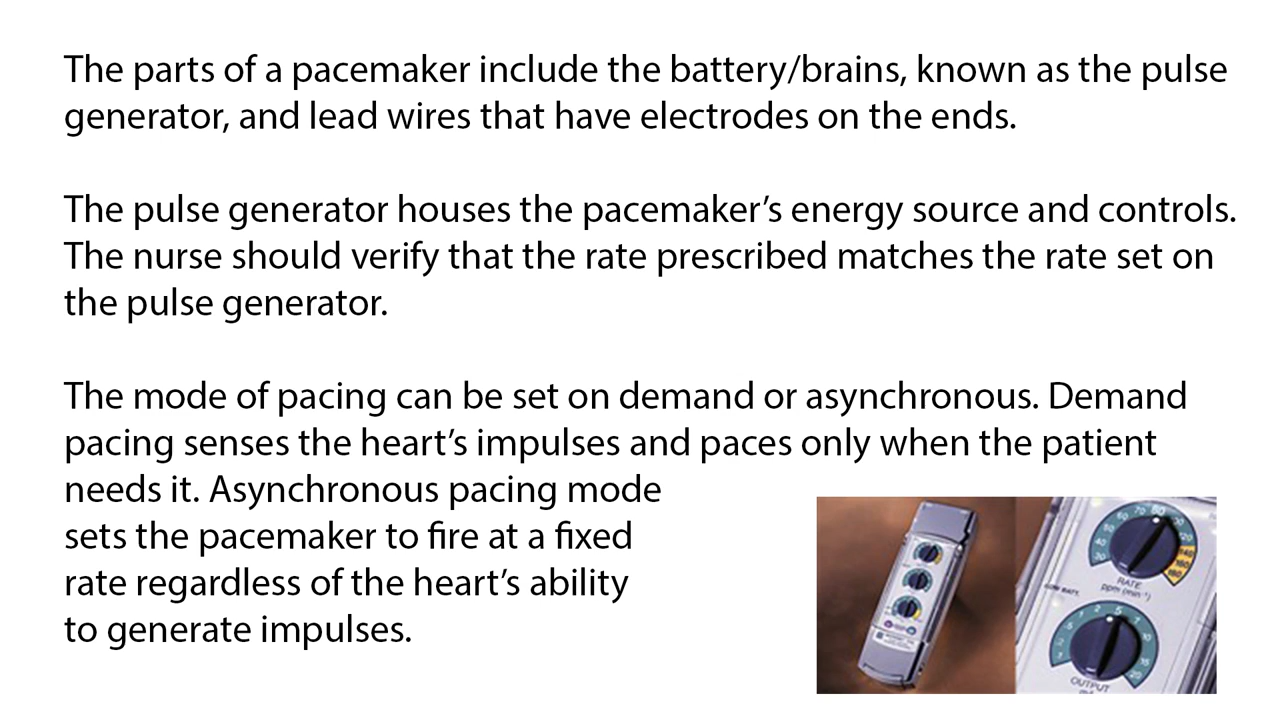 The parts of a pacemaker include the battery/brains, known as the pulse
generator, and lead wires that have electrodes on the ends.
The pulse generator houses the pacemaker’s energy source and controls.
The nurse should verify that the rate prescribed matches the rate set on
the pulse generator.
The mode of pacing can be set on demand or asynchronous. Demand
pacing senses the heart’s impulses and paces only when the patient
needs it. Asynchronous pacing mode
sets the pacemaker to fire at a fixed
rate regardless of the heart’s ability
to generate impulses.
RATE
ppm (min⁻¹)
OUTPUT